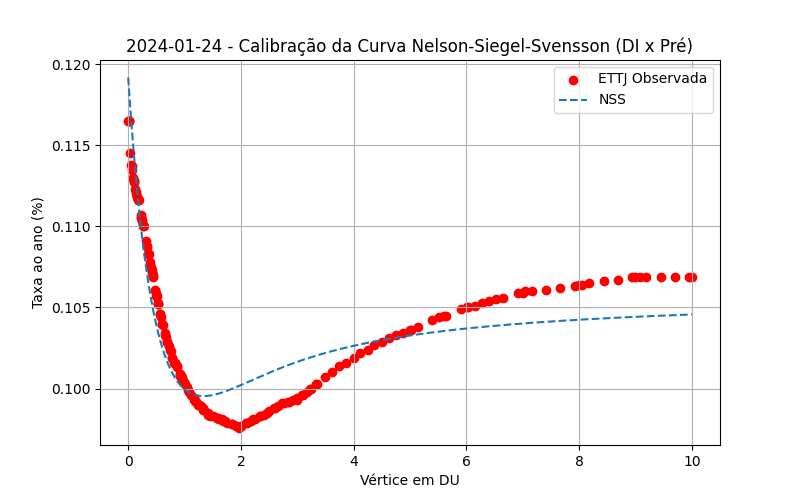 2024-01-24 - Calibração da Curva Nelson-Siegel-Svensson (DI x Pré)
ETTJ Observada
NSS
Taxa ao ano (%)
0.120
0.115
0.110
0.105
0.100
0
2
4
6
8
10
Vértice em DU